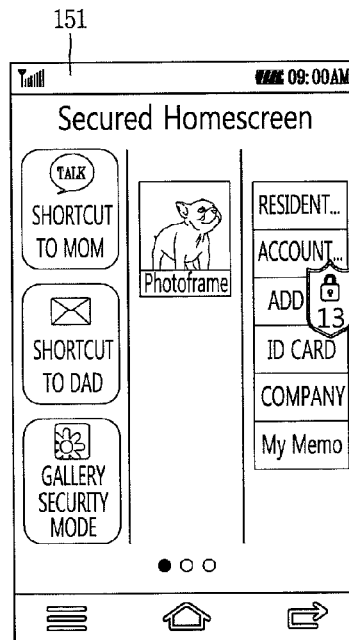 151
09:00AM
Secured Homescreen
TALK
SHORTCUT
TO MOM
SHORTCUT
TO DAD
GALLERY
SECURITY
MODE
Photoframe
RESIDENT...
ACCOUNT...
ADD
13
ID CARD
COMPANY
My Memo